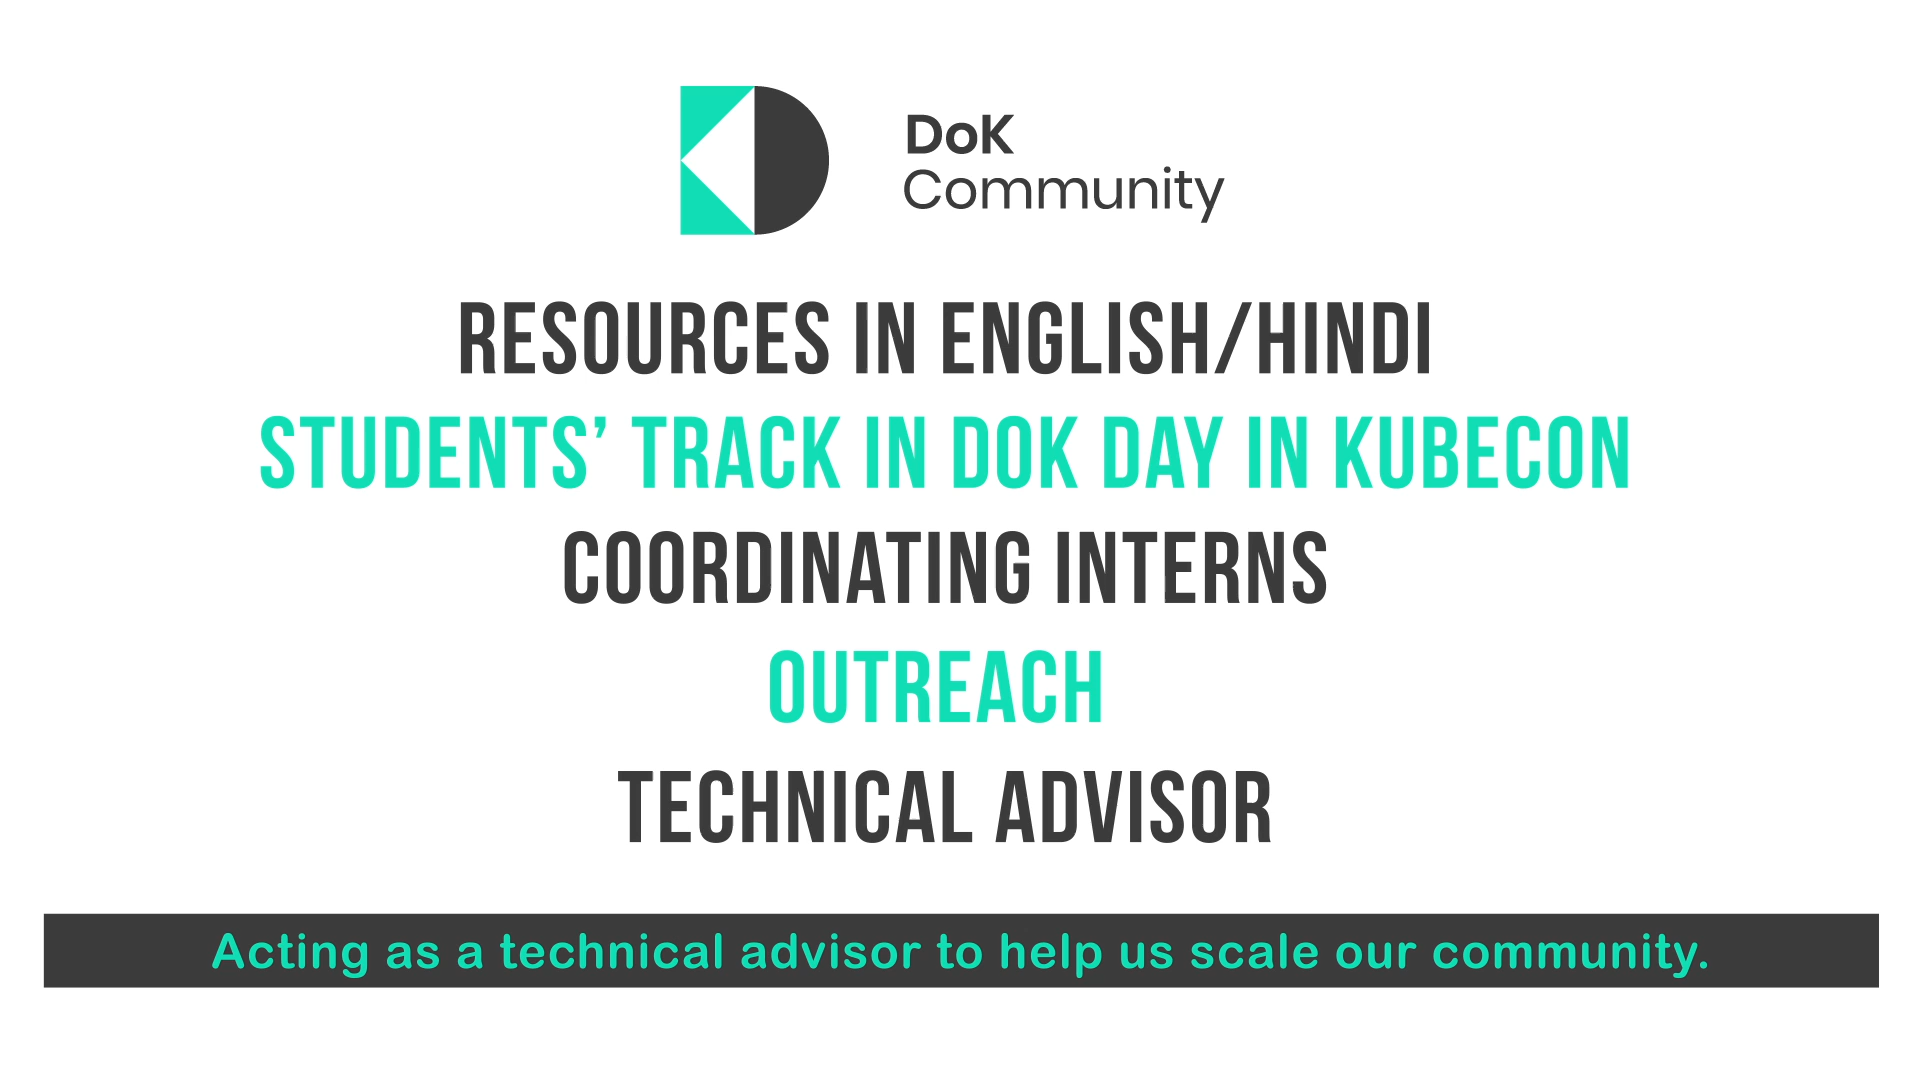 DoK
Community
RESOURCES IN ENGLISH/HINDI
STUDENTS’ TRACK IN DOK DAY IN KUBECON
COORDINATING INTERNS
OUTREACH
TECHNICAL ADVISOR
Acting as a technical advisor to help us scale our community.